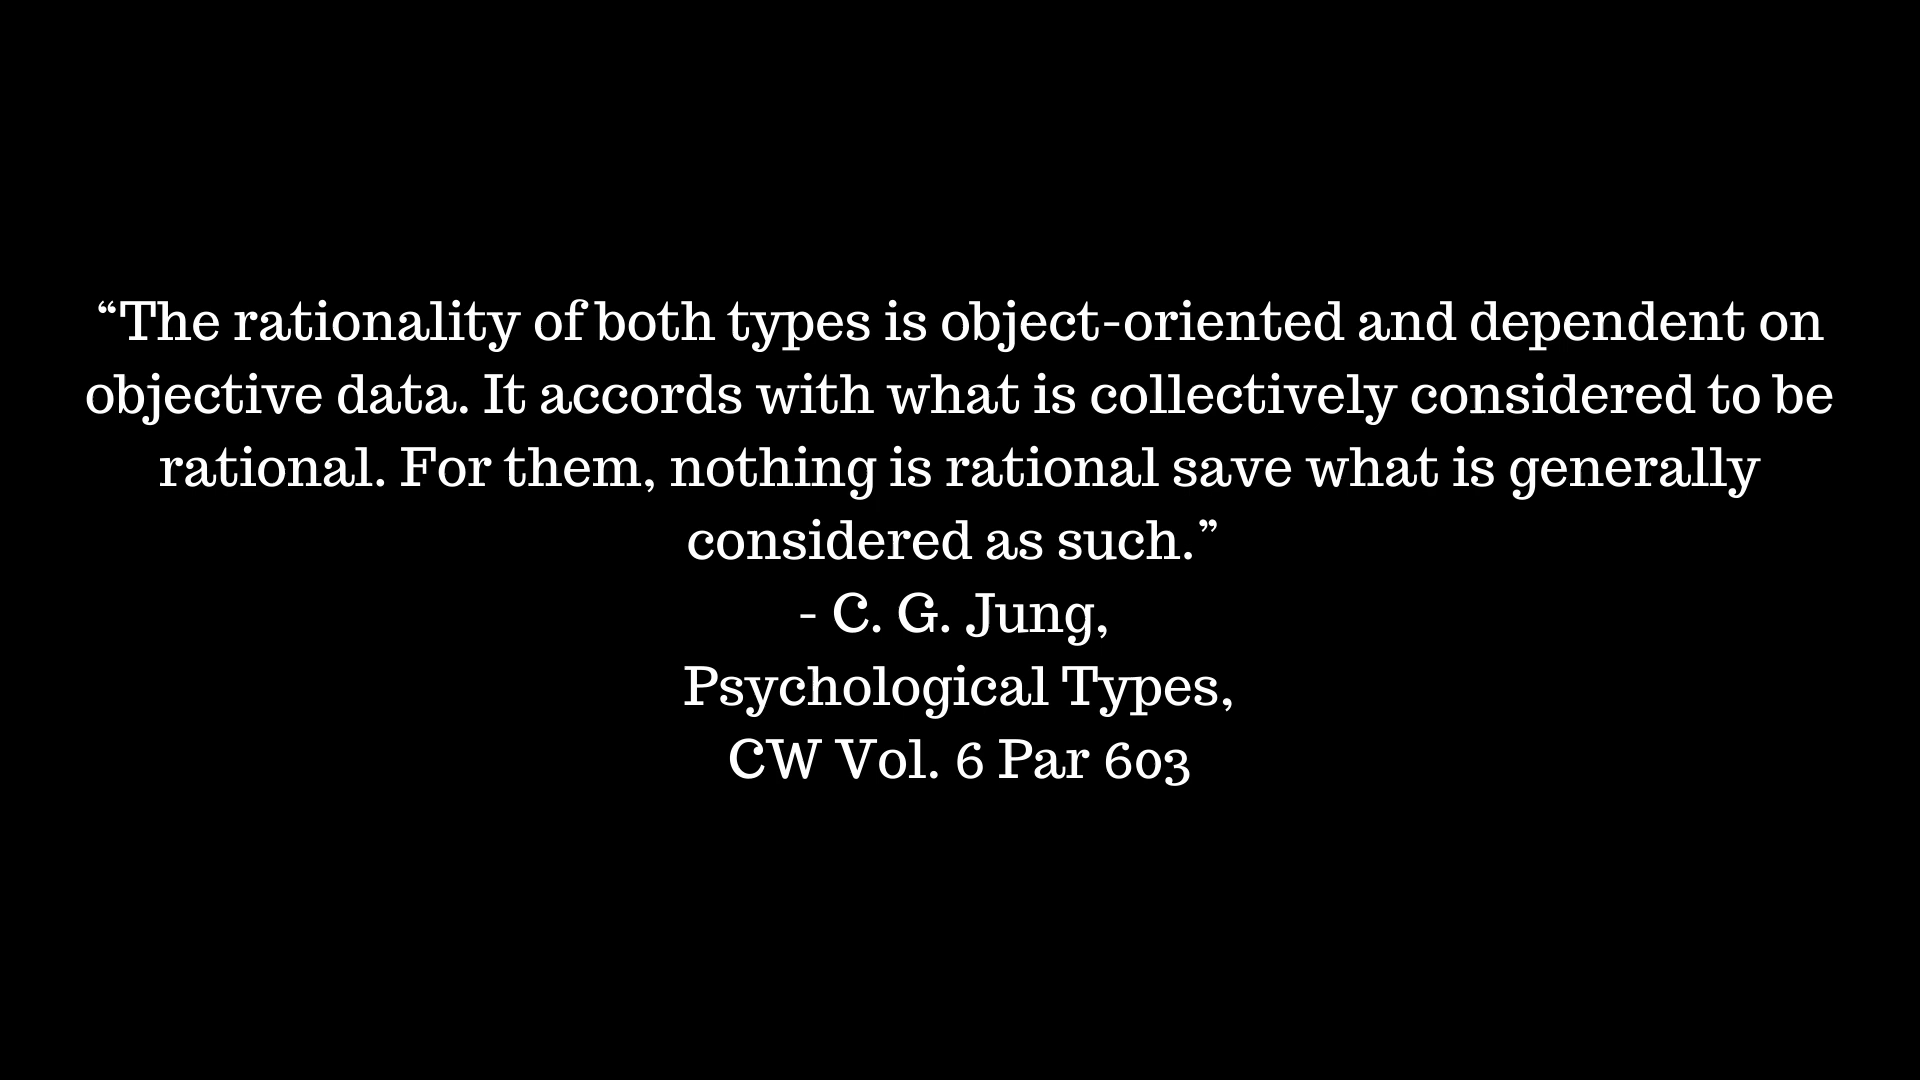 “The rationality of both types is object-oriented and dependent on
objective data. It accords with what is collectively considered to be
rational. For them, nothing is rational save what is generally
considered as such.”
- C. G. Jung,
Psychological Types,
CW Vol. 6 Par 603